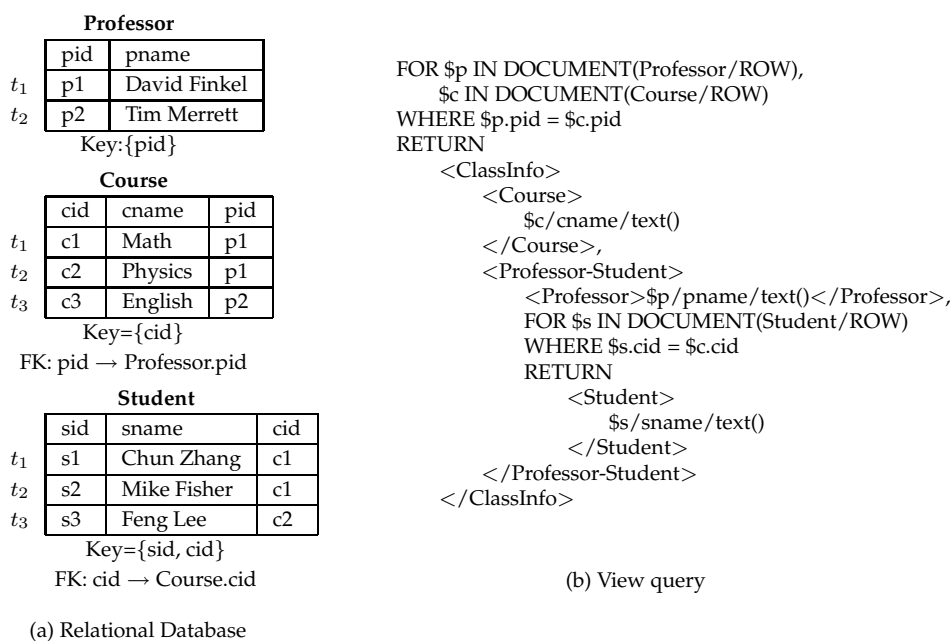 Professor
pid pname
t1 p1 David Finkel
t2 p2 Tim Merrett
Key:{pid}
Course
cid cname pid
t1 c1 Math p1
t2 c2 Physics p1
t3 c3 English p2
Key={cid}
FK: pid → Professor.pid
Student
sid sname cid
t1 s1 Chun Zhang c1
t2 s2 Mike Fisher c1
t3 s3 Feng Lee c2
Key={sid, cid}
FK: cid → Course.cid
(a) Relational Database
FOR $p IN DOCUMENT(Professor/ROW),
$c IN DOCUMENT(Course/ROW)
WHERE $p.pid = $c.pid
RETURN
<ClassInfo>
<Course>
$c/cname/text()
</Course>,
<Professor-Student>
<Professor>$p/pname/text()</Professor>,
FOR $s IN DOCUMENT(Student/ROW)
WHERE $s.cid = $c.cid
RETURN
<Student>
$s/sname/text()
</Student>
</Professor-Student>
</ClassInfo>
(b) View query